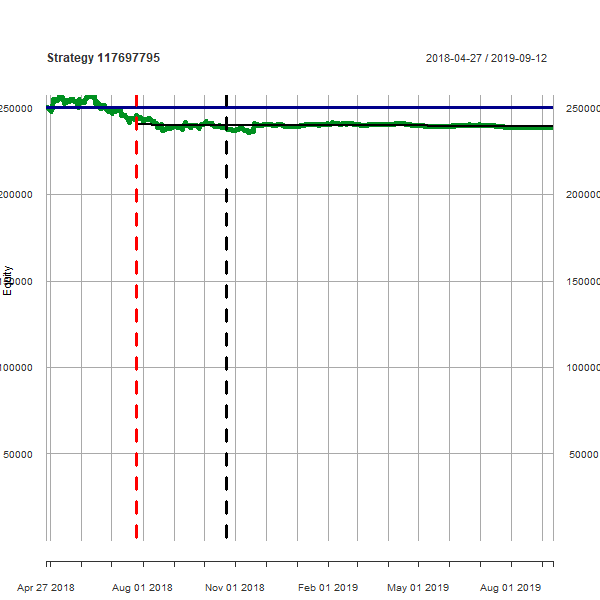 Strategy 117697795
2018-04-27 / 2019-09-12
250000 250000
200000 200000
150000 150000
Equity
100000 100000
50000 50000
Apr 27 2018 Aug 01 2018 Nov 01 2018 Feb 01 2019 May 01 2019 Aug 01 2019